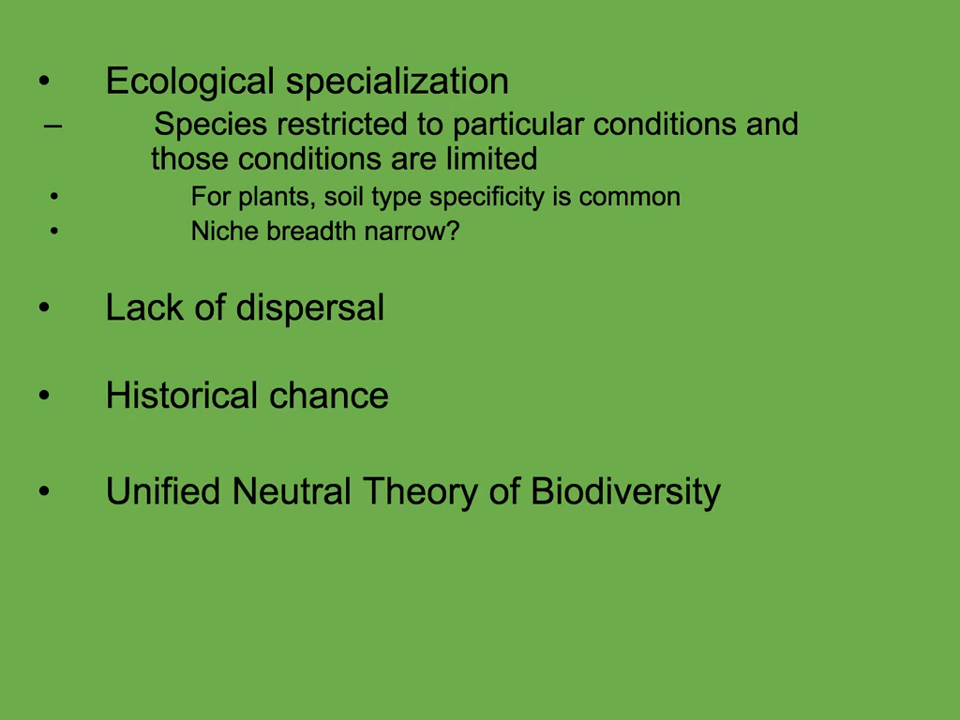 • Ecological specialization
– Species restricted to particular conditions and
those conditions are limited
• For plants, soil type specificity is common
• Niche breadth narrow?
• Lack of dispersal
• Historical chance
• Unified Neutral Theory of Biodiversity